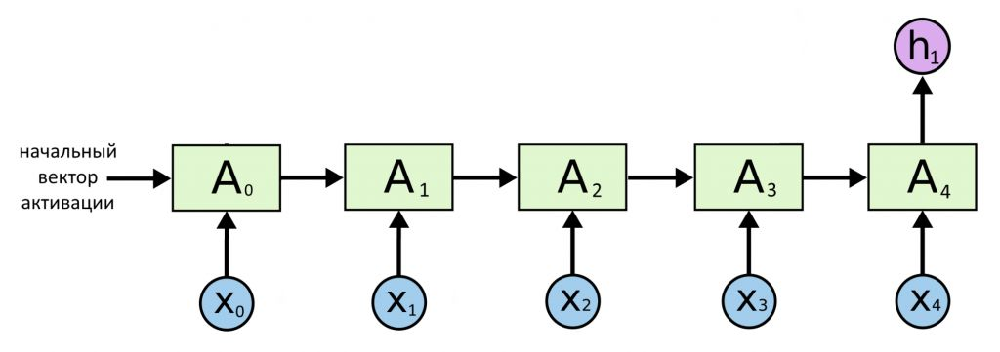 h₁
начальный
вектор
активации
A₀ A₁ A₂ A₃ A₄
x₀ x₁ x₂ x₃ x₄